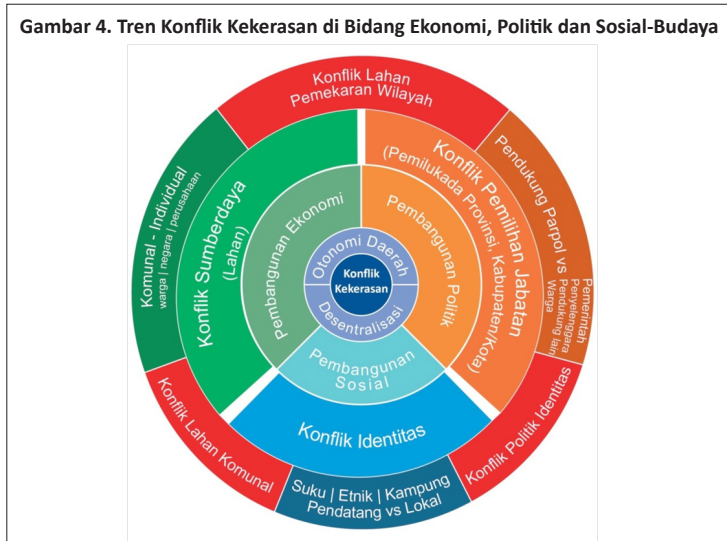 Gambar 4. Tren Konflik Kekerasan di Bidang Ekonomi, Politik dan Sosial-Budaya
Konflik Lahan
Pemekaran Wilayah
Komunal - Individual
warga | negara | perusahaan
Konflik Sumberdaya
(Lahan)
Pembangunan Ekonomi
Otonomi Daerah
Konflik
Kekerasan
Desentralisasi
Pembangunan Politik
Konflik Pemilihan Jabatan
(Pemilukada Provinsi; Kabupaten/Kota)
Pendukung Parpol vs
Pemerintah
Penyelenggara
Pendukung lain
Warga
Pembangunan
Sosial
Konflik Identitas
Konflik Lahan Komunal
Suku | Etnik | Kampung
Pendatang vs Lokal
Konflik Politik Identitas